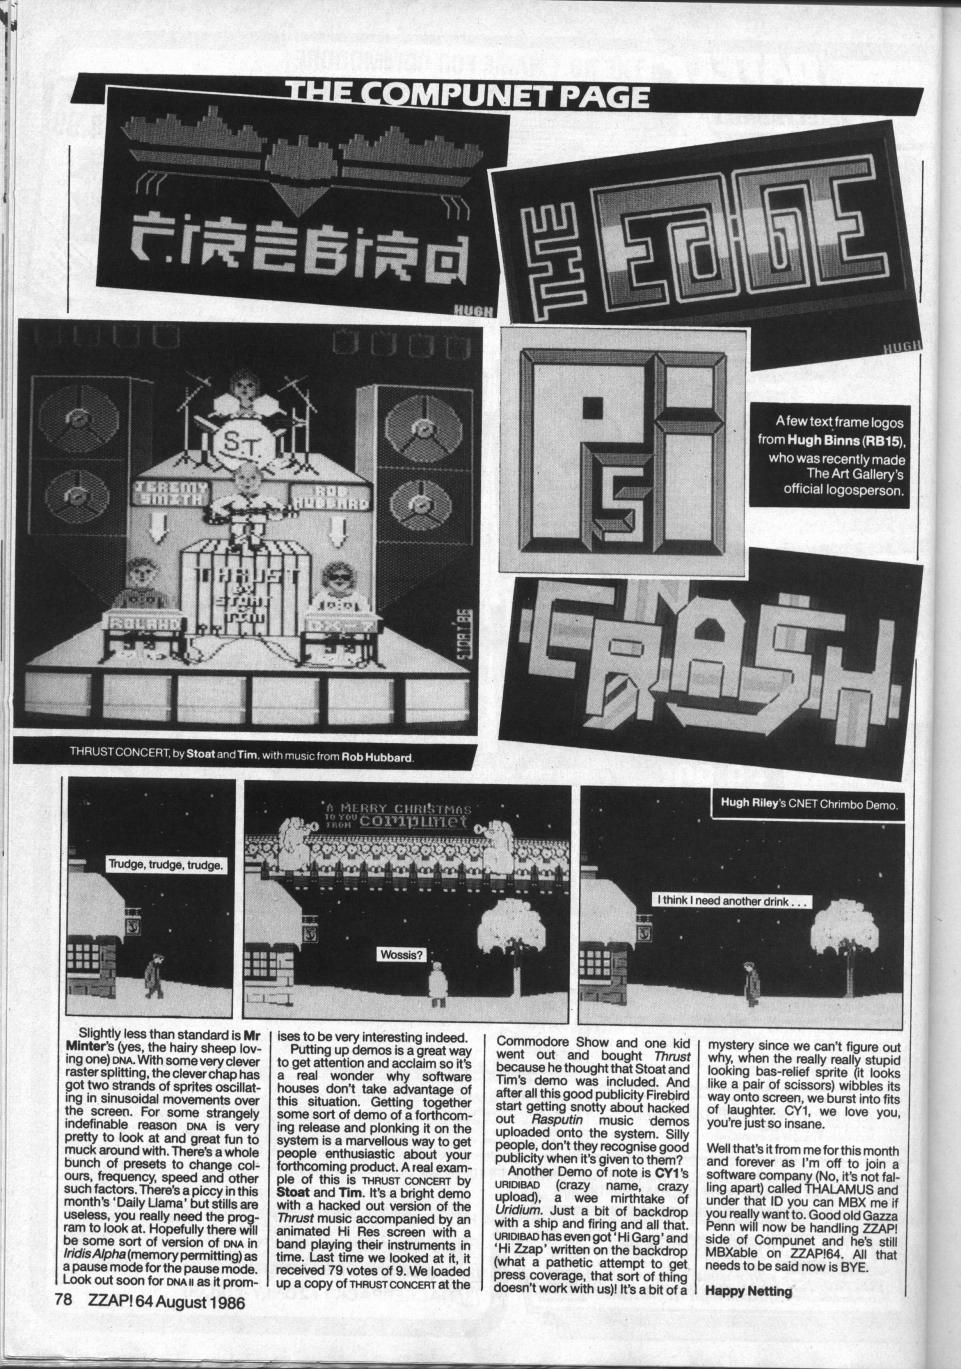 THE COMPUNET PAGE
FIREBIRD
HUGH
THE EDGE
HUGH
Psi
A few text frame logos
from Hugh Binns (RB15),
who was recently made
The Art Gallery's
official logosperson.
ST
JEREMY
SMITH
ROB
HUBBARD
THRUST
BY
STOAT
&
TIM
ROLAND
DX-7
STOAT '86
CRASH
THRUST CONCERT, by Stoat and Tim, with music from Rob Hubbard.
Hugh Riley's CNET Chrimbo Demo.
Trudge, trudge, trudge.
A MERRY CHRISTMAS
TO YOU
FROM compunet
Wossis?
I think I need another drink . . .
Slightly less than standard is Mr
Minter's (yes, the hairy sheep lov-
ing one) DNA. With some very clever
raster splitting, the clever chap has
got two strands of sprites oscillat-
ing in sinusoidal movements over
the screen. For some strangely
indefinable reason DNA is very
pretty to look at and great fun to
muck around with. There's a whole
bunch of presets to change col-
ours, frequency, speed and other
such factors. There's a piccy in this
month's 'Daily Llama' but stills are
useless, you really need the prog-
ram to look at. Hopefully there will
be some sort of version of DNA in
Iridis Alpha (memory permitting) as
a pause mode for the pause mode.
Look out soon for DNA II as it prom-
ises to be very interesting indeed.
Putting up demos is a great way
to get attention and acclaim so it's
a real wonder why software
houses don't take advantage of
this situation. Getting together
some sort of demo of a forthcom-
ing release and plonking it on the
system is a marvellous way to get
people enthusiastic about your
forthcoming product. A real exam-
ple of this is THRUST CONCERT by
Stoat and Tim. It's a bright demo
with a hacked out version of the
Thrust music accompanied by an
animated Hi Res screen with a
band playing their instruments in
time. Last time we looked at it, it
received 79 votes of 9. We loaded
up a copy of THRUST CONCERT at the
Commodore Show and one kid
went out and bought Thrust
because he thought that Stoat and
Tim's demo was included. And
after all this good publicity Firebird
start getting snotty about hacked
out Rasputin music demos
uploaded onto the system. Silly
people, don't they recognise good
publicity when it's given to them?
Another Demo of note is CY1's
URIDIBAD (crazy name, crazy
upload), a wee mirthtake of
Uridium. Just a bit of backdrop
with a ship and firing and all that.
URIDIBAD has even got 'Hi Garg' and
'Hi Zzap' written on the backdrop
(what a pathetic attempt to get
press coverage, that sort of thing
doesn't work with us)! It's a bit of a
mystery since we can't figure out
why, when the really really stupid
looking bas-relief sprite (it looks
like a pair of scissors) wibbles its
way onto screen, we burst into fits
of laughter. CY1, we love you,
you're just so insane.
Well that's it from me for this month
and forever as I'm off to join a
software company (No, it's not fal-
ling apart) called THALAMUS and
under that ID you can MBX me if
you really want to. Good old Gazza
Penn will now be handling ZZAP!
side of Compunet and he's still
MBXable on ZZAP!64. All that
needs to be said now is BYE.
Happy Netting
78 ZZAP! 64 August 1986